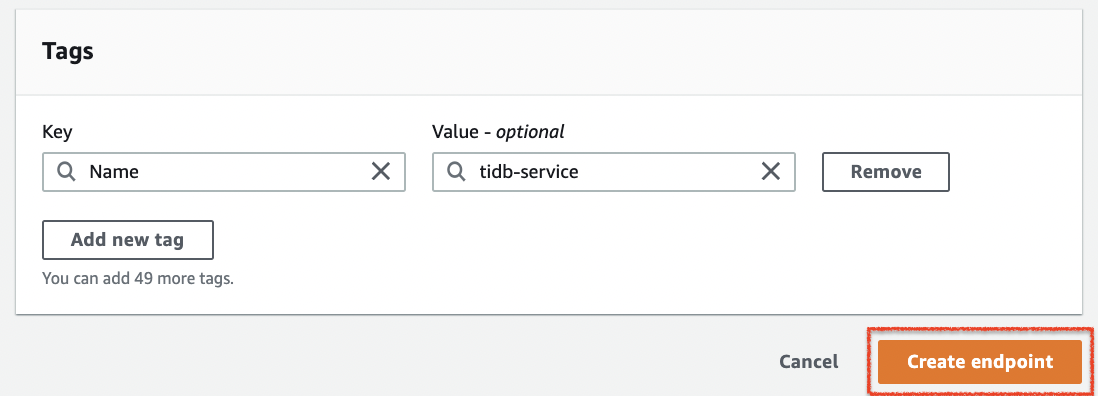 Tags
Key Value - optional
Name tidb-service Remove
Add new tag
You can add 49 more tags.
Cancel Create endpoint